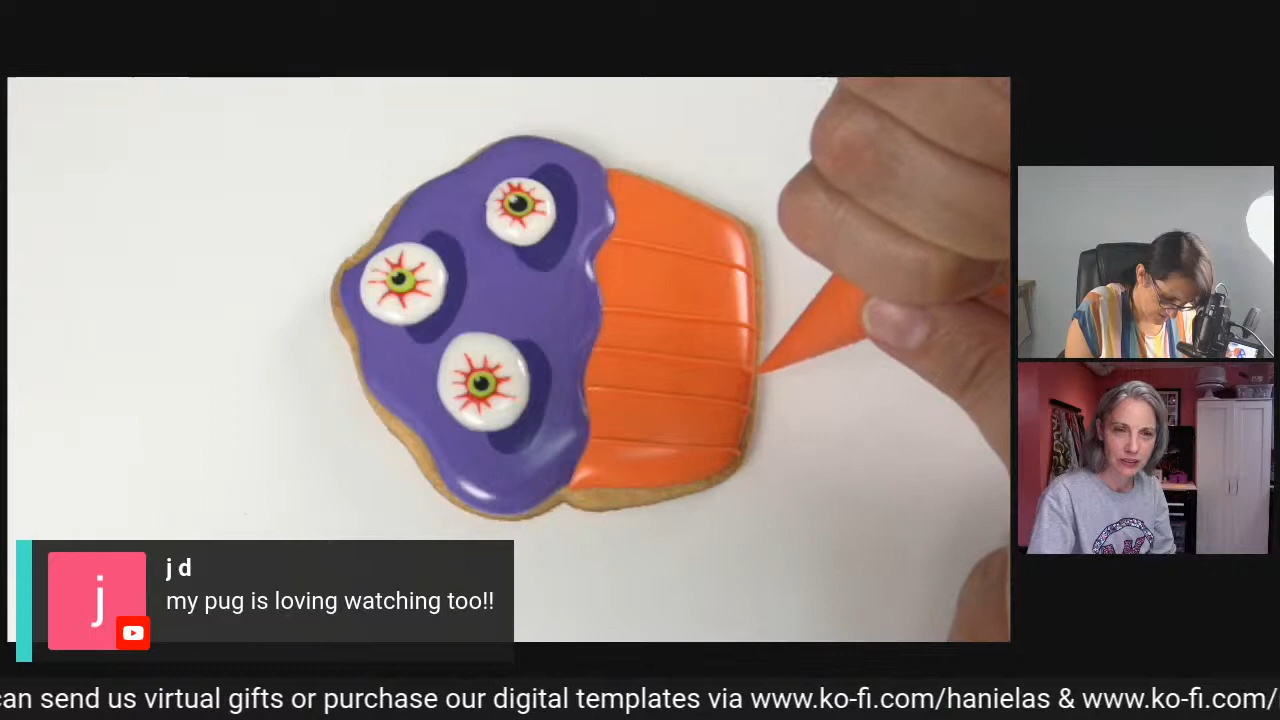 j
j d
my pug is loving watching too!!
can send us virtual gifts or purchase our digital templates via www.ko-fi.com/hanielas & www.ko-fi.com/